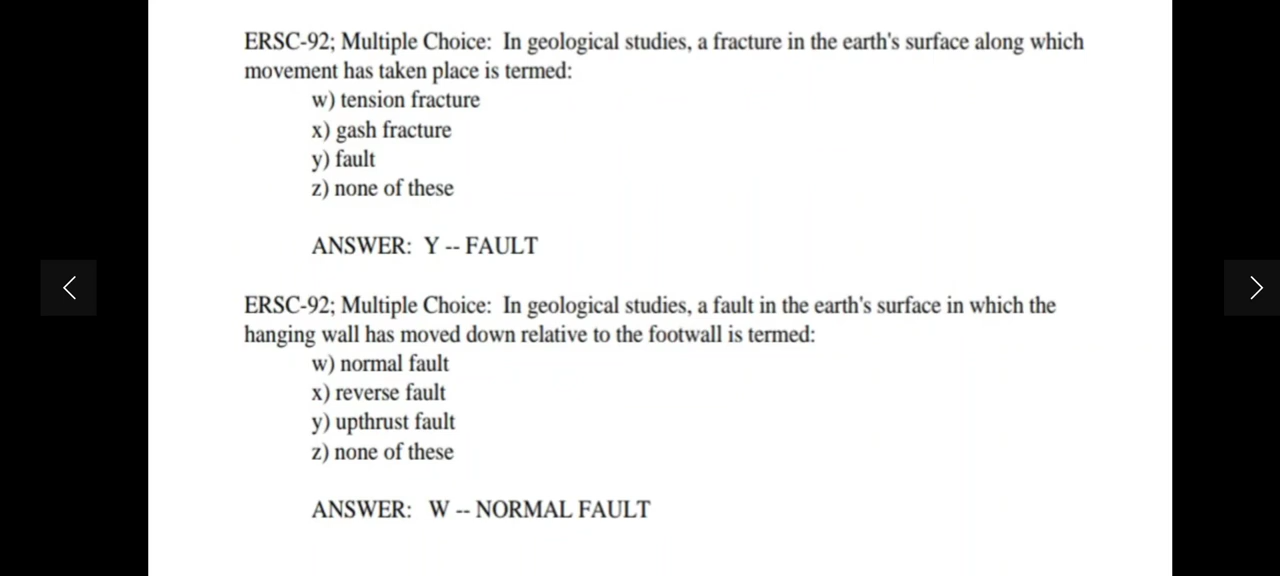 ERSC-92; Multiple Choice:  In geological studies, a fracture in the earth's surface along which
movement has taken place is termed:
w) tension fracture
x) gash fracture
y) fault
z) none of these
ANSWER:  Y -- FAULT
ERSC-92; Multiple Choice:  In geological studies, a fault in the earth's surface in which the
hanging wall has moved down relative to the footwall is termed:
w) normal fault
x) reverse fault
y) upthrust fault
z) none of these
ANSWER:   W -- NORMAL FAULT